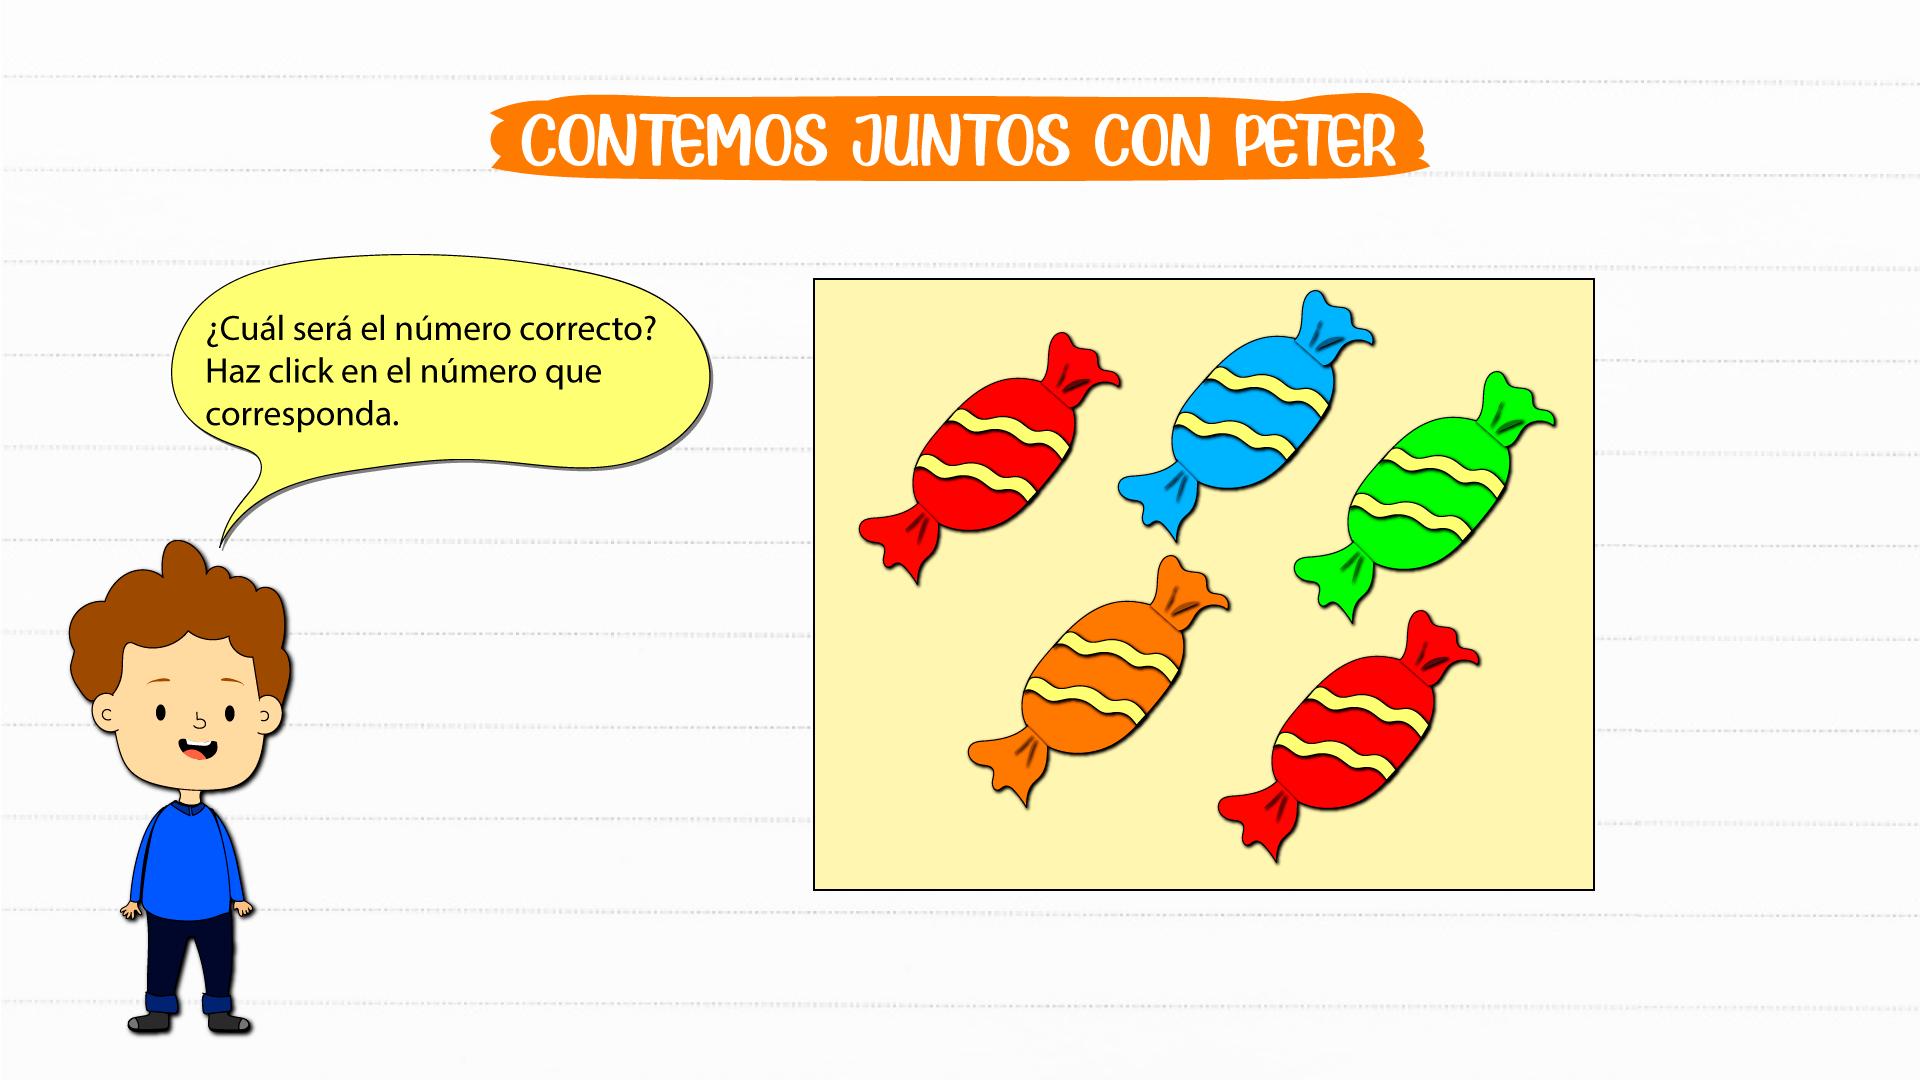 CONTEMOS JUNTOS CON PETER
¿Cuál será el número correcto?
Haz click en el número que
corresponda.